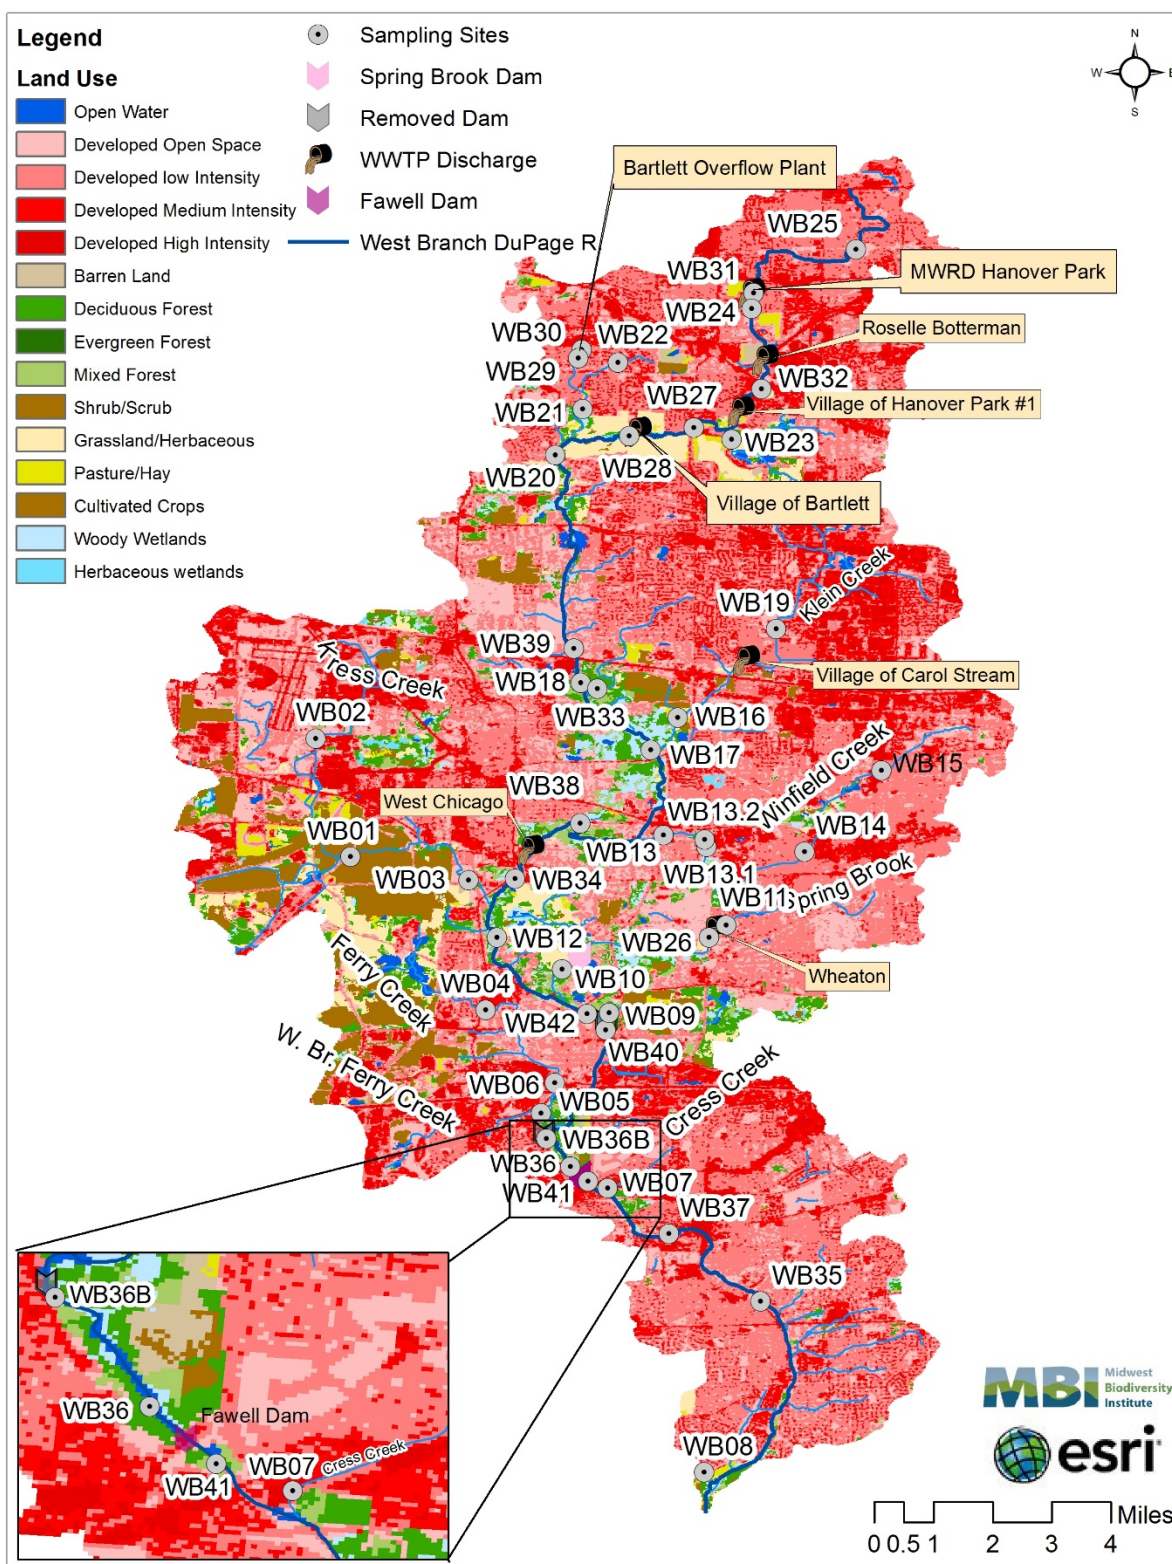 Legend
Land Use
Open Water
Developed Open Space
Developed low Intensity
Developed Medium Intensity
Developed High Intensity
Barren Land
Deciduous Forest
Evergreen Forest
Mixed Forest
Shrub/Scrub
Grassland/Herbaceous
Pasture/Hay
Cultivated Crops
Woody Wetlands
Herbaceous wetlands
Sampling Sites
Spring Brook Dam
Removed Dam
WWTP Discharge
Fawell Dam
West Branch DuPage R.
N
W
E
S
Bartlett Overflow Plant
WB25
WB31
MWRD Hanover Park
WB24
Roselle Botterman
WB30
WB22
WB29
WB32
WB27
Village of Hanover Park #1
WB21
WB23
WB20
WB28
Village of Bartlett
Klein Creek
WB19
WB39
Kress Creek
Village of Carol Stream
WB18
WB33
WB16
WB02
WB17
Winfield Creek
WB15
WB38
West Chicago
WB13.2
WB14
WB01
WB13
WB13.1
WB03
WB34
WB11
Spring Brook
WB12
WB26
Ferry Creek
WB10
Wheaton
WB04
WB42
WB09
WB40
W. Br. Ferry Creek
WB06
WB05
Cress Creek
WB36B
WB36
WB41
WB07
WB37
WB35
WB08
WB36B
WB36
Fawell Dam
WB41
WB07
Cress Creek
MBI
Midwest
Biodiversity
Institute
esri
Miles
0 0.5 1 2 3 4